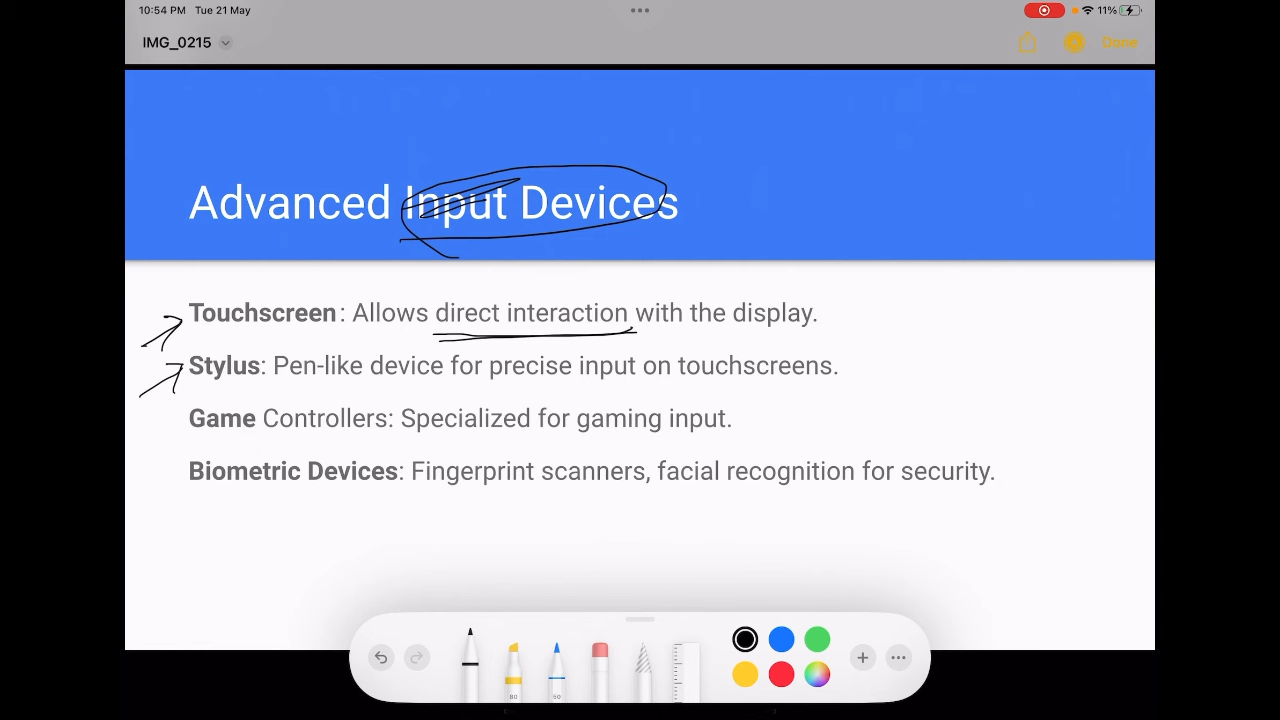 10:54 PM Tue 21 May
11%
IMG_0215
Done
Advanced Input Devices
Touchscreen: Allows direct interaction with the display.
Stylus: Pen-like device for precise input on touchscreens.
Game Controllers: Specialized for gaming input.
Biometric Devices: Fingerprint scanners, facial recognition for security.
80
50